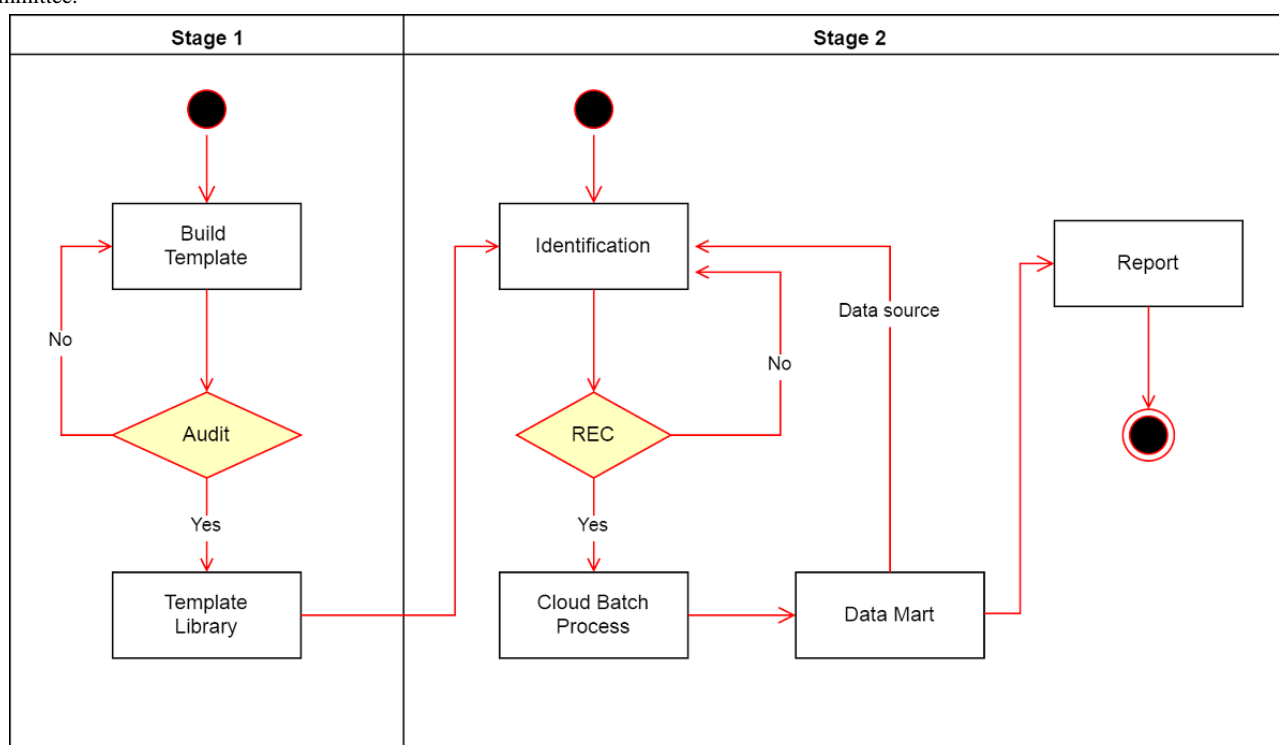 Stage 1
Stage 2
Build
Template
Identification
Report
Data source
No
No
Audit
REC
Yes
Yes
Template
Library
Cloud Batch
Process
Data Mart